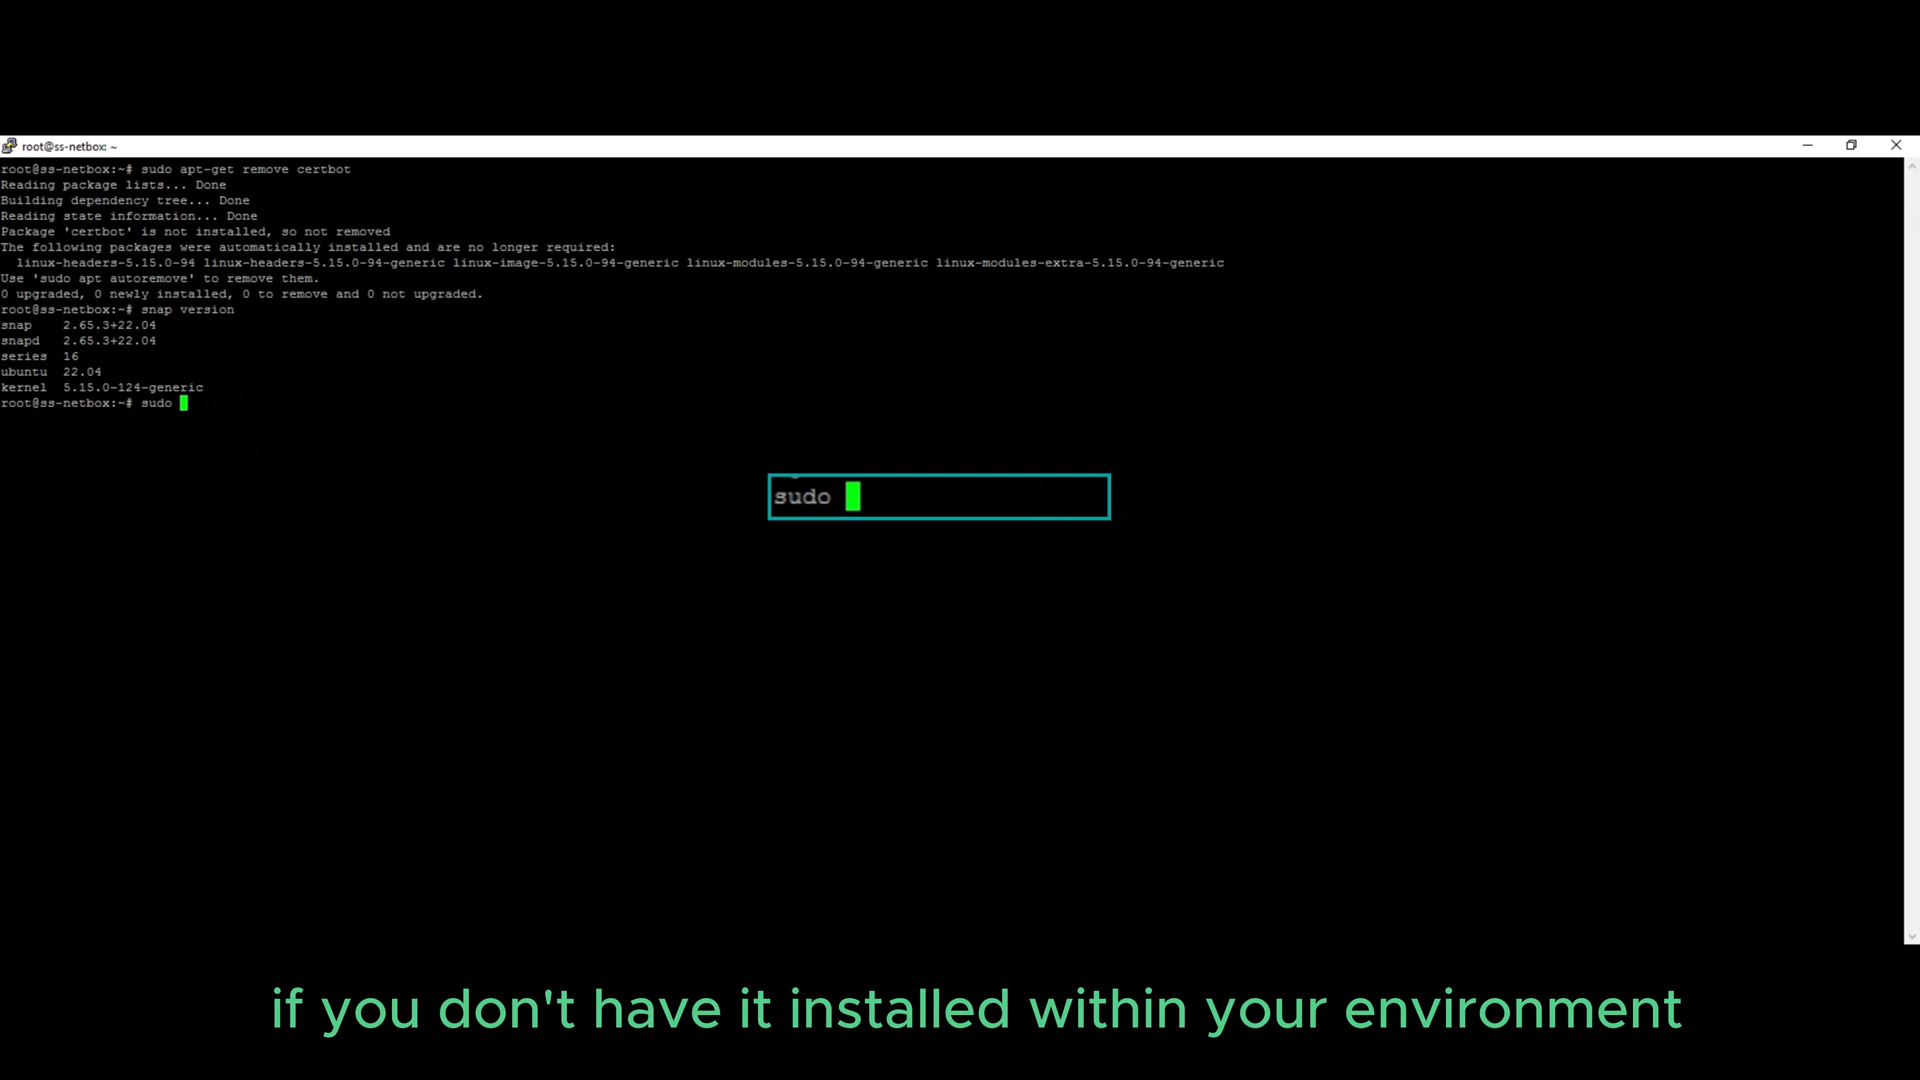 root@ss-netbox: ~
root@ss-netbox:~# sudo apt-get remove certbot
Reading package lists... Done
Building dependency tree... Done
Reading state information... Done
Package 'certbot' is not installed, so not removed
The following packages were automatically installed and are no longer required:
  linux-headers-5.15.0-94 linux-headers-5.15.0-94-generic linux-image-5.15.0-94-generic linux-modules-5.15.0-94-generic linux-modules-extra-5.15.0-94-generic
Use 'sudo apt autoremove' to remove them.
0 upgraded, 0 newly installed, 0 to remove and 0 not upgraded.
root@ss-netbox:~# snap version
snap    2.65.3+22.04
snapd   2.65.3+22.04
series  16
ubuntu  22.04
kernel  5.15.0-124-generic
root@ss-netbox:~# sudo
sudo
if you don't have it installed within your environment